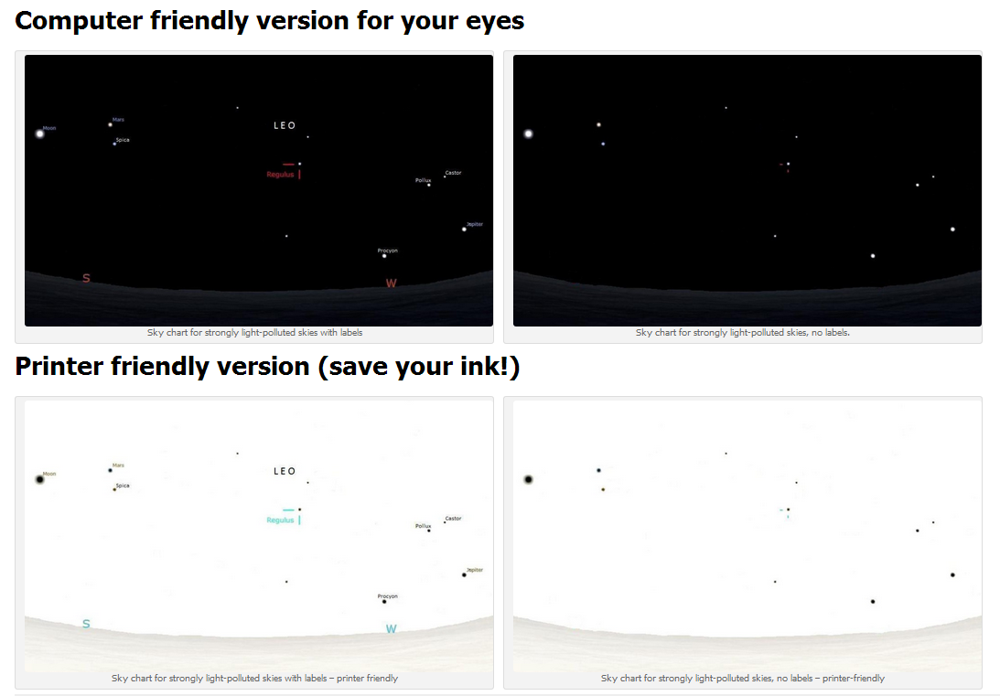 Computer friendly version for your eyes
LEO
Mars
Moon
Spica
Regulus
Castor
Pollux
Jupiter
Procyon
S
W
Sky chart for strongly light-polluted skies with labels
Sky chart for strongly light-polluted skies, no labels.
Printer friendly version (save your ink!)
Mars
LEO
Moon
Spica
Regulus
Castor
Pollux
Jupiter
Procyon
S
W
Sky chart for strongly light-polluted skies with labels – printer friendly
Sky chart for strongly light-polluted skies, no labels – printer-friendly